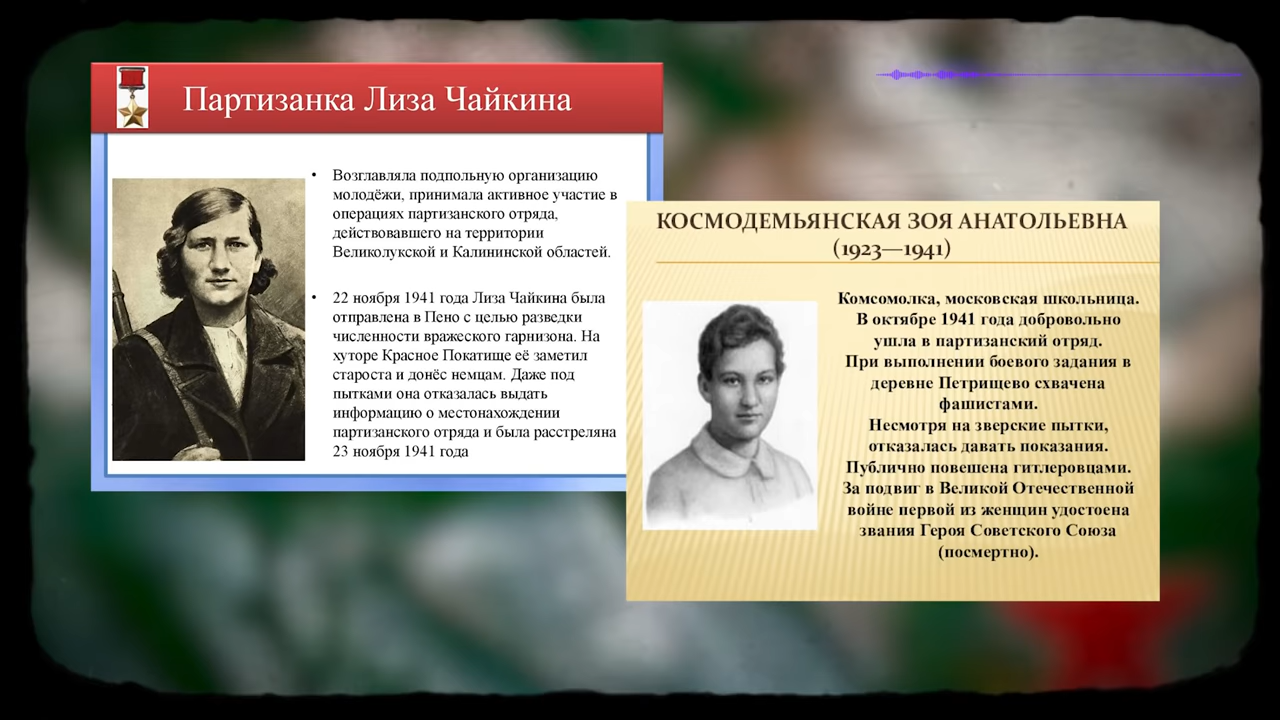 Партизанка Лиза Чайкина
• Возглавляла подпольную организацию
молодёжи, принимала активное участие в
операциях партизанского отряда,
действовавшего на территории
Великолукской и Калининской областей.
• 22 ноября 1941 года Лиза Чайкина была
отправлена в Пено с целью разведки
численности вражеского гарнизона. На
хуторе Красное Покатище её заметил
староста и донёс немцам. Даже под
пытками она отказалась выдать
информацию о местонахождении
партизанского отряда и была расстреляна
23 ноября 1941 года
КОСМОДЕМЬЯНСКАЯ ЗОЯ АНАТОЛЬЕВНА
(1923—1941)
Комсомолка, московская школьница.
В октябре 1941 года добровольно
ушла в партизанский отряд.
При выполнении боевого задания в
деревне Петрищево схвачена
фашистами.
Несмотря на зверские пытки,
отказалась давать показания.
Публично повешена гитлеровцами.
За подвиг в Великой Отечественной
войне первой из женщин удостоена
звания Героя Советского Союза
(посмертно).